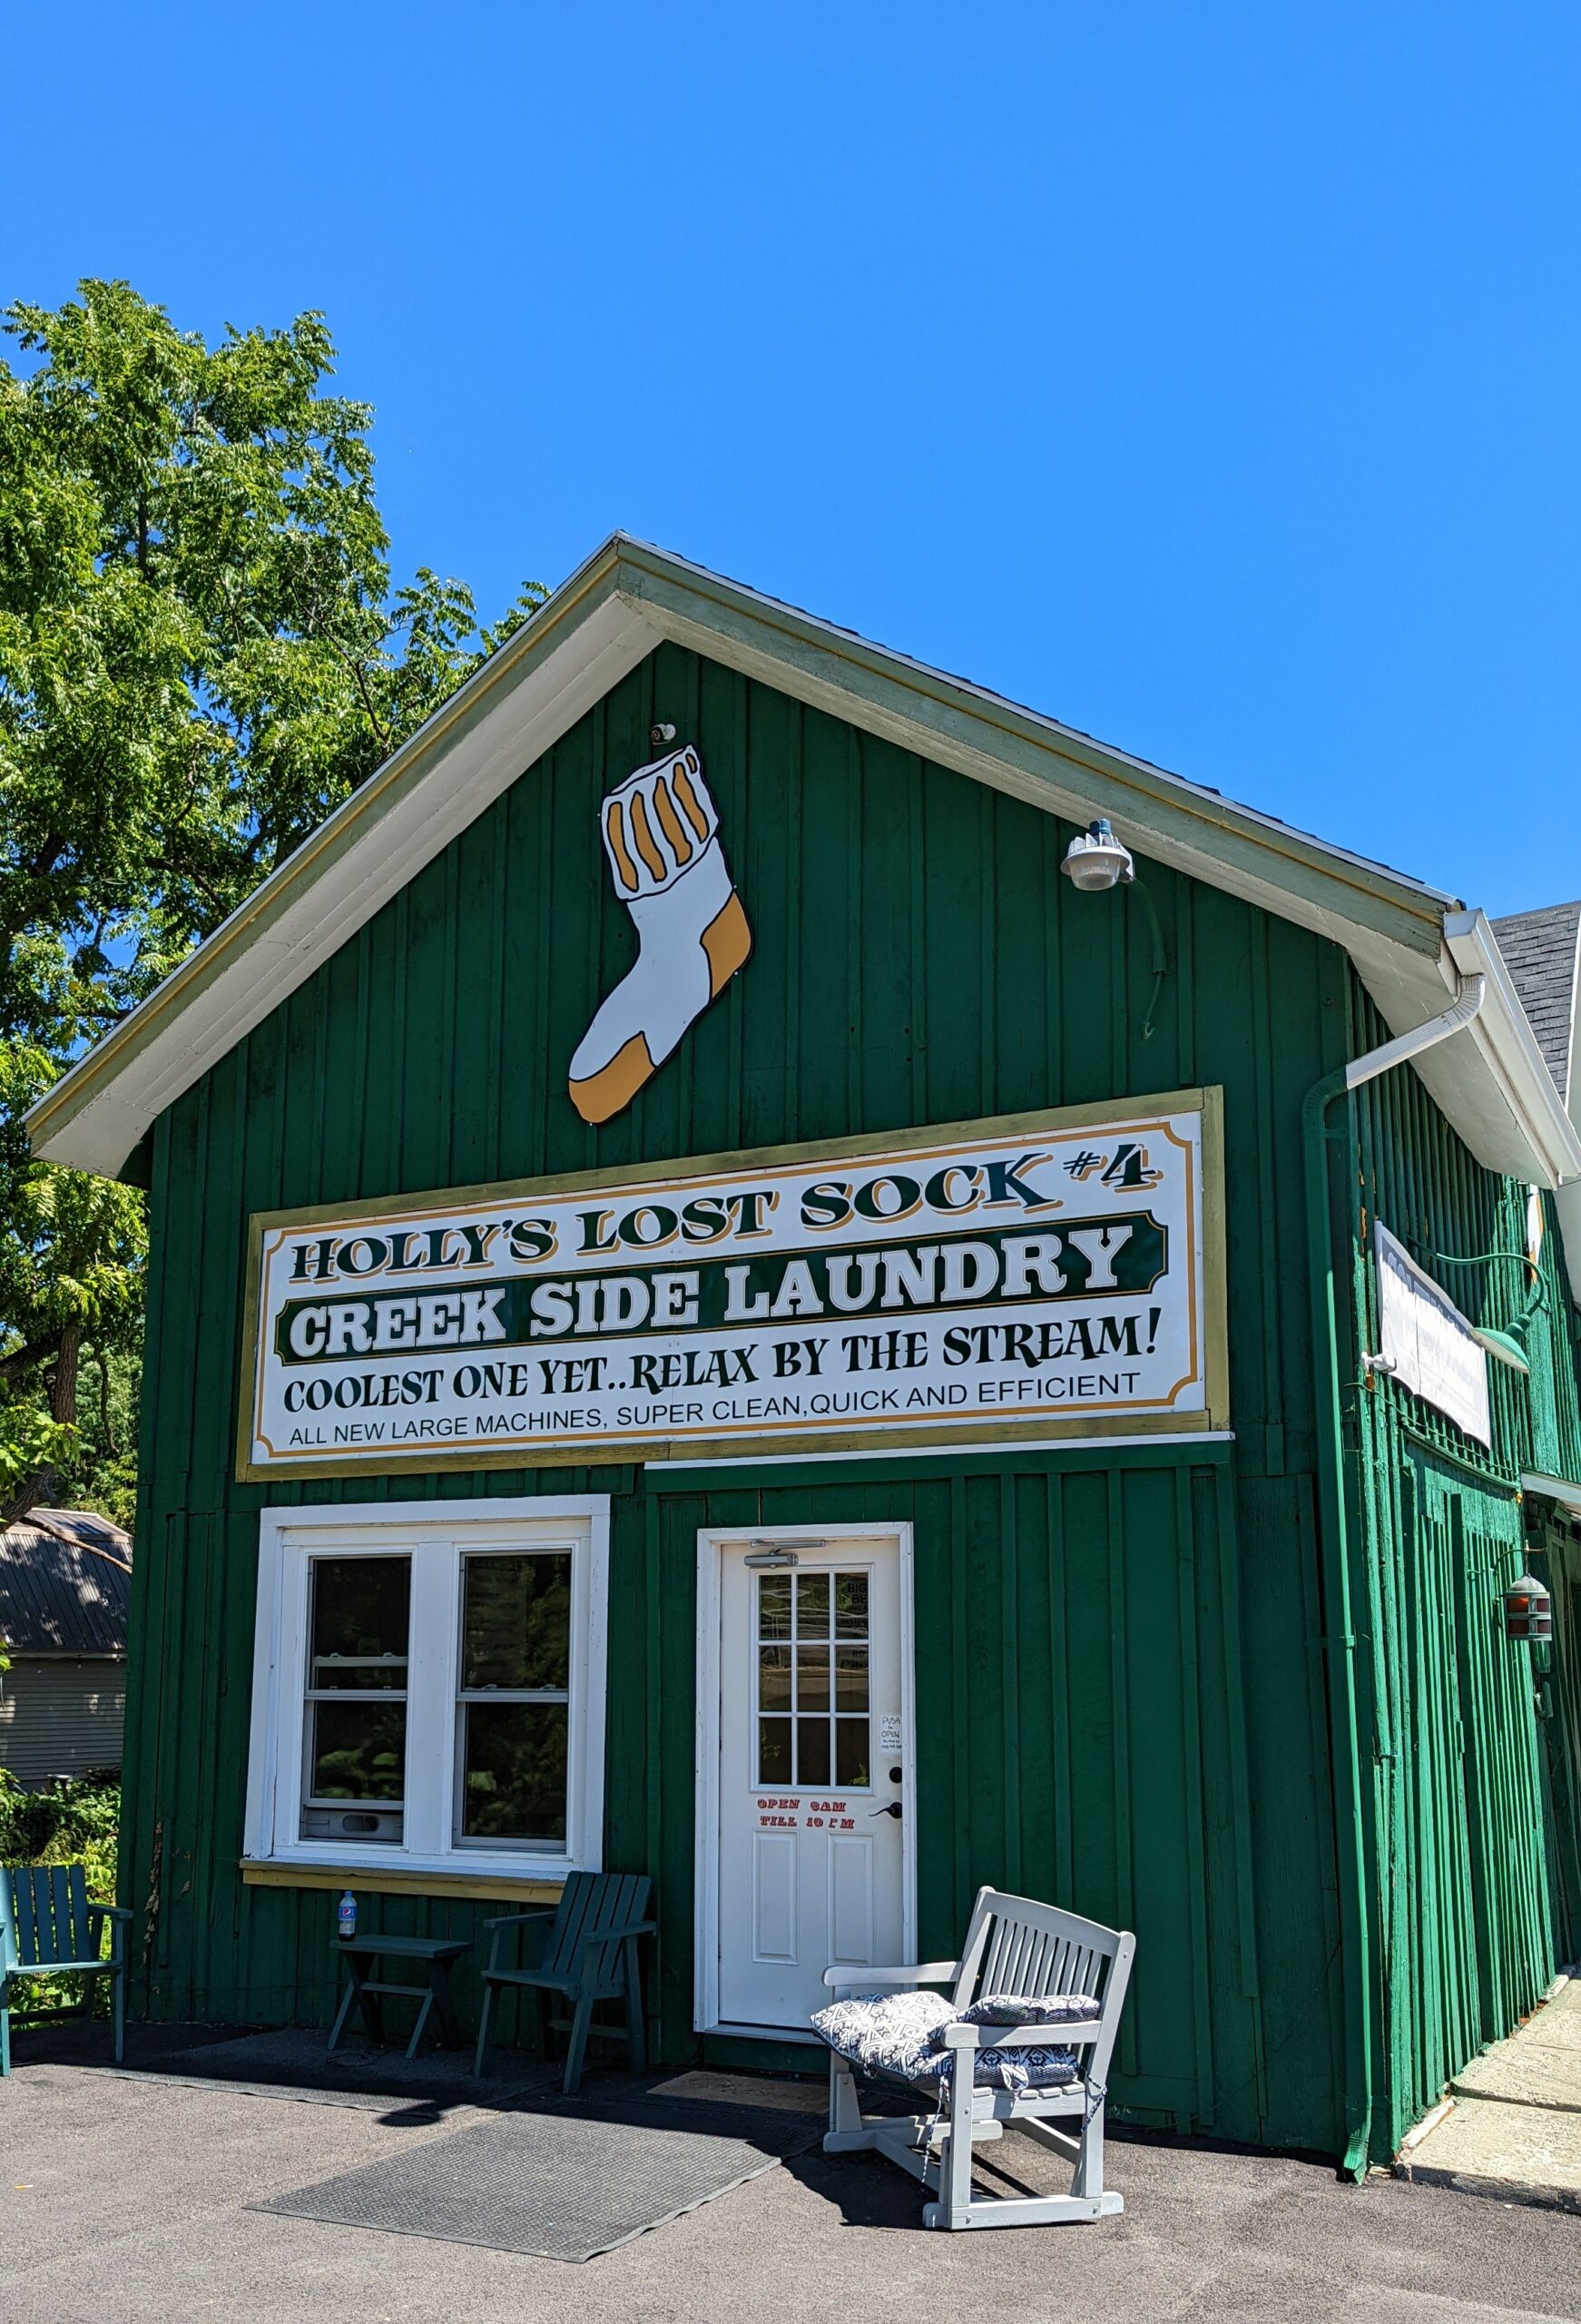 HOLLY'S LOST SOCK #4
CREEK SIDE LAUNDRY
COOLEST ONE YET..RELAX BY THE STREAM!
ALL NEW LARGE MACHINES, SUPER CLEAN,QUICK AND EFFICIENT
PUSH
OPEN
OPEN
TILL 10 PM